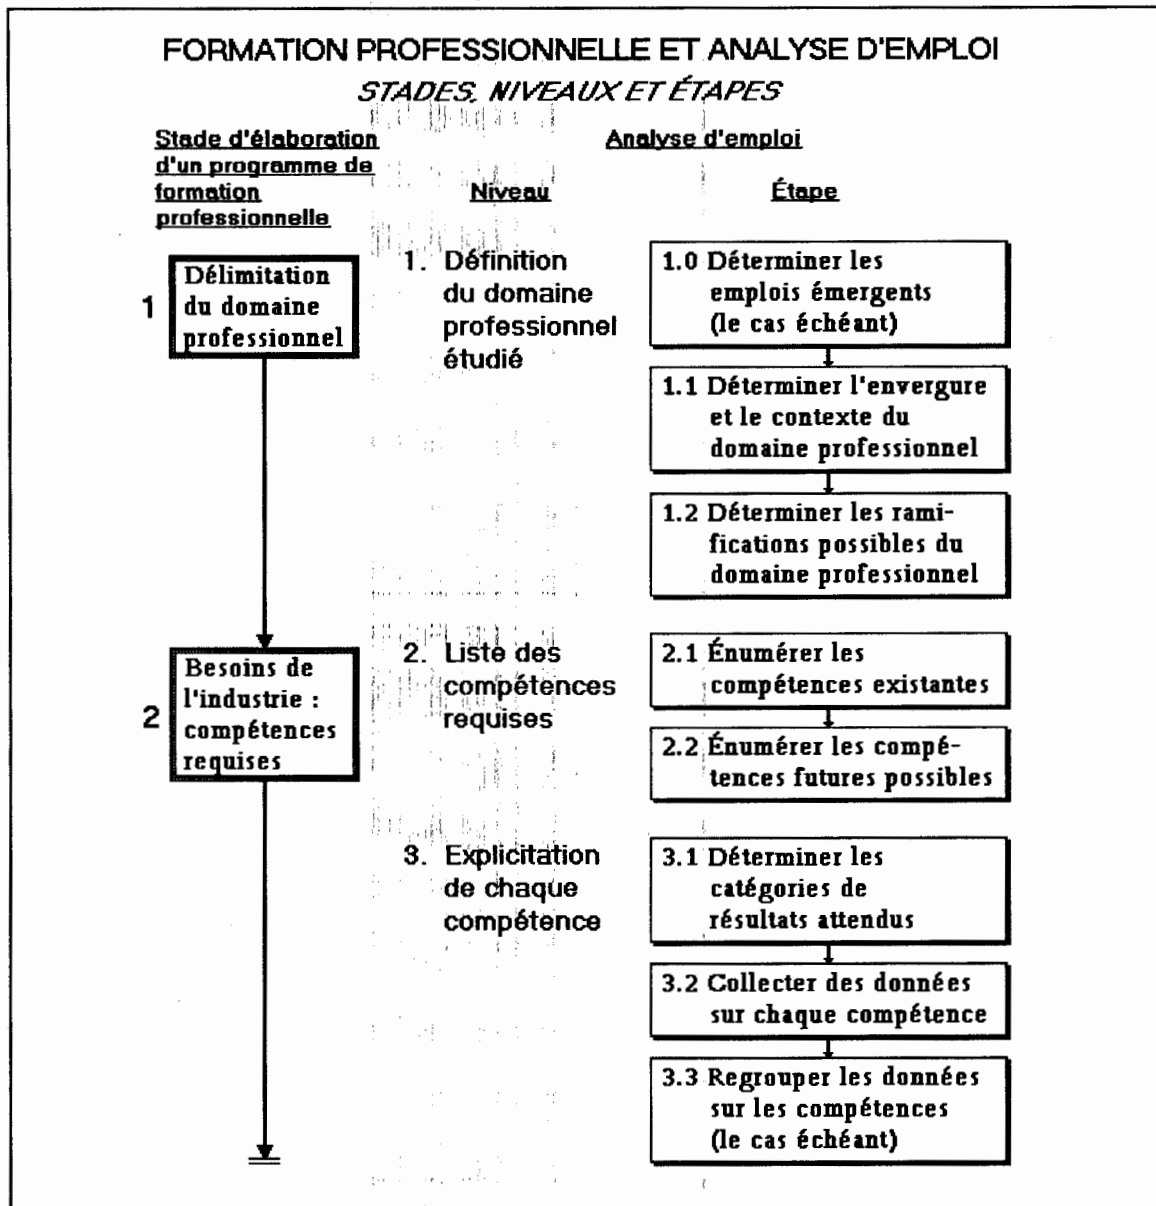 FORMATION PROFESSIONNELLE ET ANALYSE D'EMPLOI
STADES, NIVEAUX ET ÉTAPES
Stade d'élaboration
d'un programme de
formation
professionnelle
Analyse d'emploi
Niveau
Étape
1
Délimitation
du domaine
professionnel
1. Définition
du domaine
professionnel
étudié
1.0 Déterminer les
emplois émergents
(le cas échéant)
1.1 Déterminer l'envergure
et le contexte du
domaine professionnel
1.2 Déterminer les rami-
fications possibles du
domaine professionnel
2
Besoins de
l'industrie :
compétences
requises
2. Liste des
compétences
requises
2.1 Énumérer les
compétences existantes
2.2 Énumérer les compé-
tences futures possibles
3. Explicitation
de chaque
compétence
3.1 Déterminer les
catégories de
résultats attendus
3.2 Collecter des données
sur chaque compétence
3.3 Regrouper les données
sur les compétences
(le cas échéant)